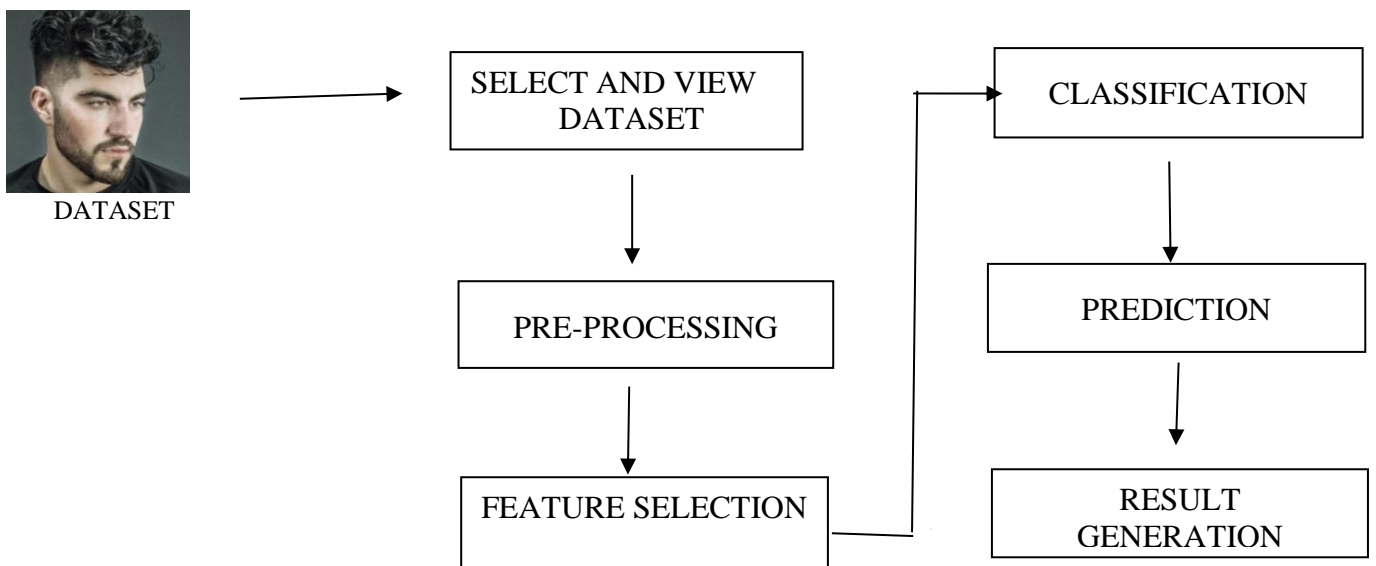 DATASET
SELECT AND VIEW
DATASET
PRE-PROCESSING
FEATURE SELECTION
CLASSIFICATION
PREDICTION
RESULT
GENERATION